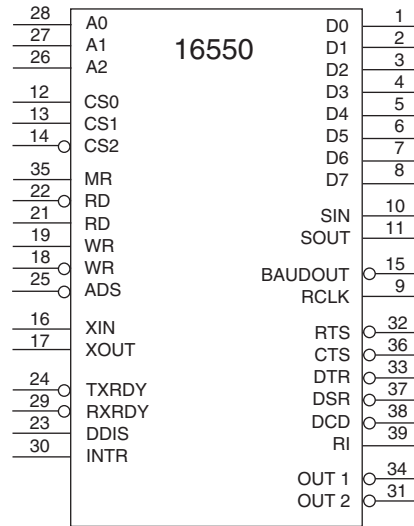 16550
28 A0
27 A1
26 A2
12 CS0
13 CS1
14 CS2
35 MR
22 RD
21 RD
19 WR
18 WR
25 ADS
16 XIN
17 XOUT
24 TXRDY
29 RXRDY
23 DDIS
30 INTR
D0 1
D1 2
D2 3
D3 4
D4 5
D5 6
D6 7
D7 8
SIN 10
SOUT 11
BAUDOUT 15
RCLK 9
RTS 32
CTS 36
DTR 33
DSR 37
DCD 38
RI 39
OUT 1 34
OUT 2 31